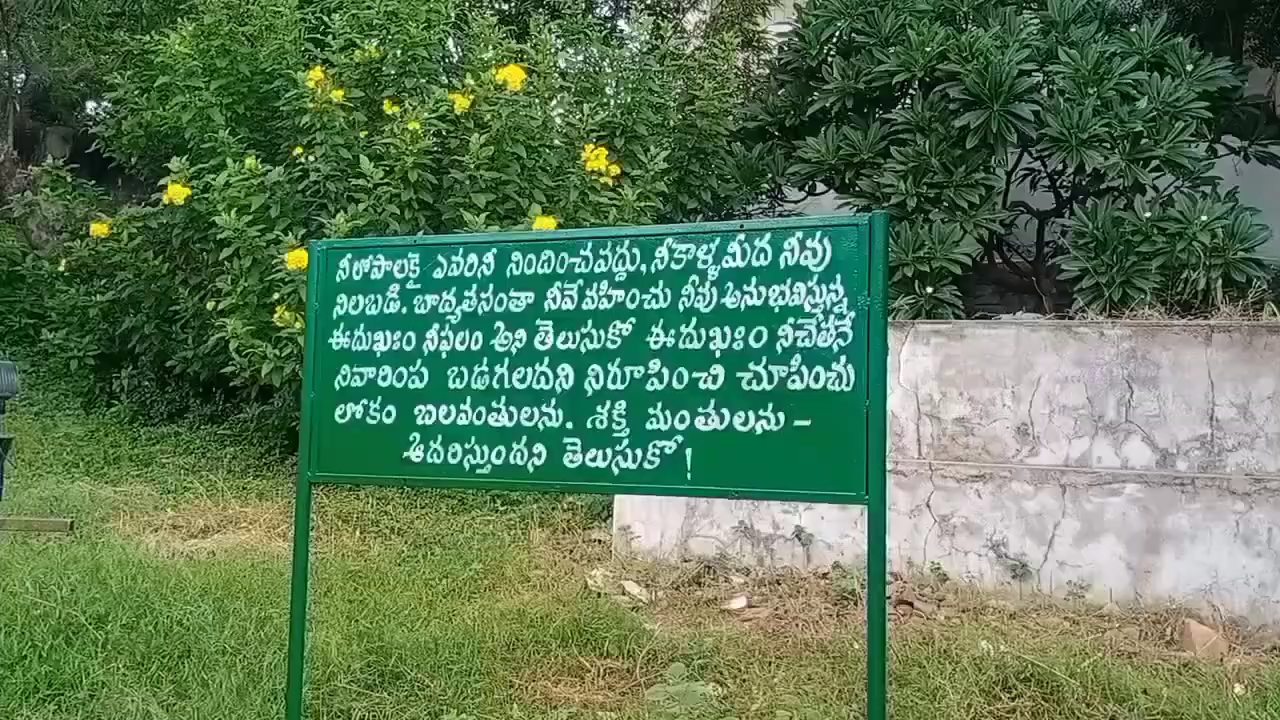 నీలోపాలకై ఎవరినీ నిందించవద్దు, నీకాళ్ళమీద నీవు
నిలబడి. బాధ్యతనంతా నీవేవహించు నీవు అనుభవిస్తున్న
ఈదుఖఃం నీఫలం అని తెలుసుకో ఈదుఖఃం నీచేతనే
నివారింప బడగలదని నిరూపించి చూపించు
లోకం బలవంతులను. శక్తి మంతులను -
ఆదరిస్తుందని తెలుసుకో!